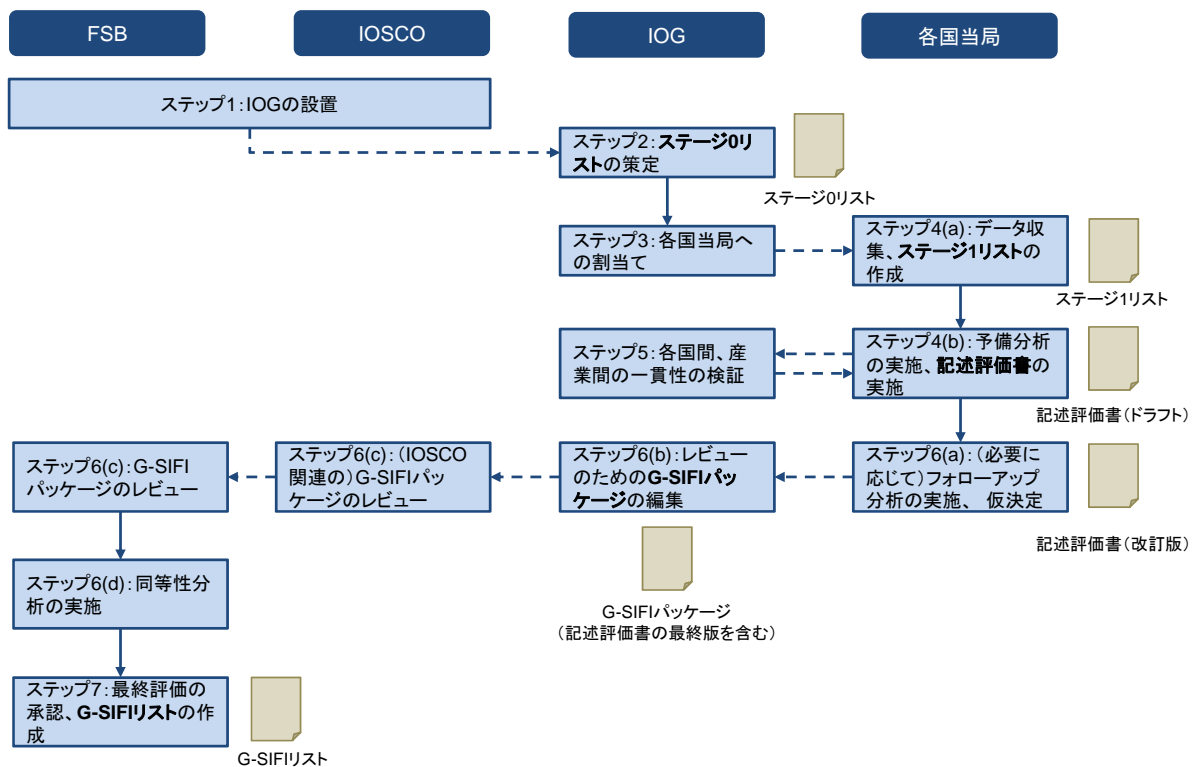 FSB
IOSCO
IOG
各国当局
ステップ1:IOGの設置
ステップ2:ステージ0リ
ストの策定
ステージ0リスト
ステップ3:各国当局へ
の割当て
ステップ4(a):データ収
集、ステージ1リストの
作成
ステージ1リスト
ステップ5:各国間、産
業間の一貫性の検証
ステップ4(b):予備分析
の実施、記述評価書の
実施
記述評価書(ドラフト)
ステップ6(c):G-SIFI
パッケージのレビュー
ステップ6(c):(IOSCO
関連の)G-SIFIパッ
ケージのレビュー
ステップ6(b):レビュー
のためのG-SIFIパッ
ケージの編集
ステップ6(a):(必要に
応じて)フォローアップ
分析の実施、 仮決定
記述評価書(改訂版)
ステップ6(d):同等性分
析の実施
G-SIFIパッケージ
(記述評価書の最終版を含む)
ステップ7:最終評価の
承認、G-SIFIリストの作
成
G-SIFIリスト